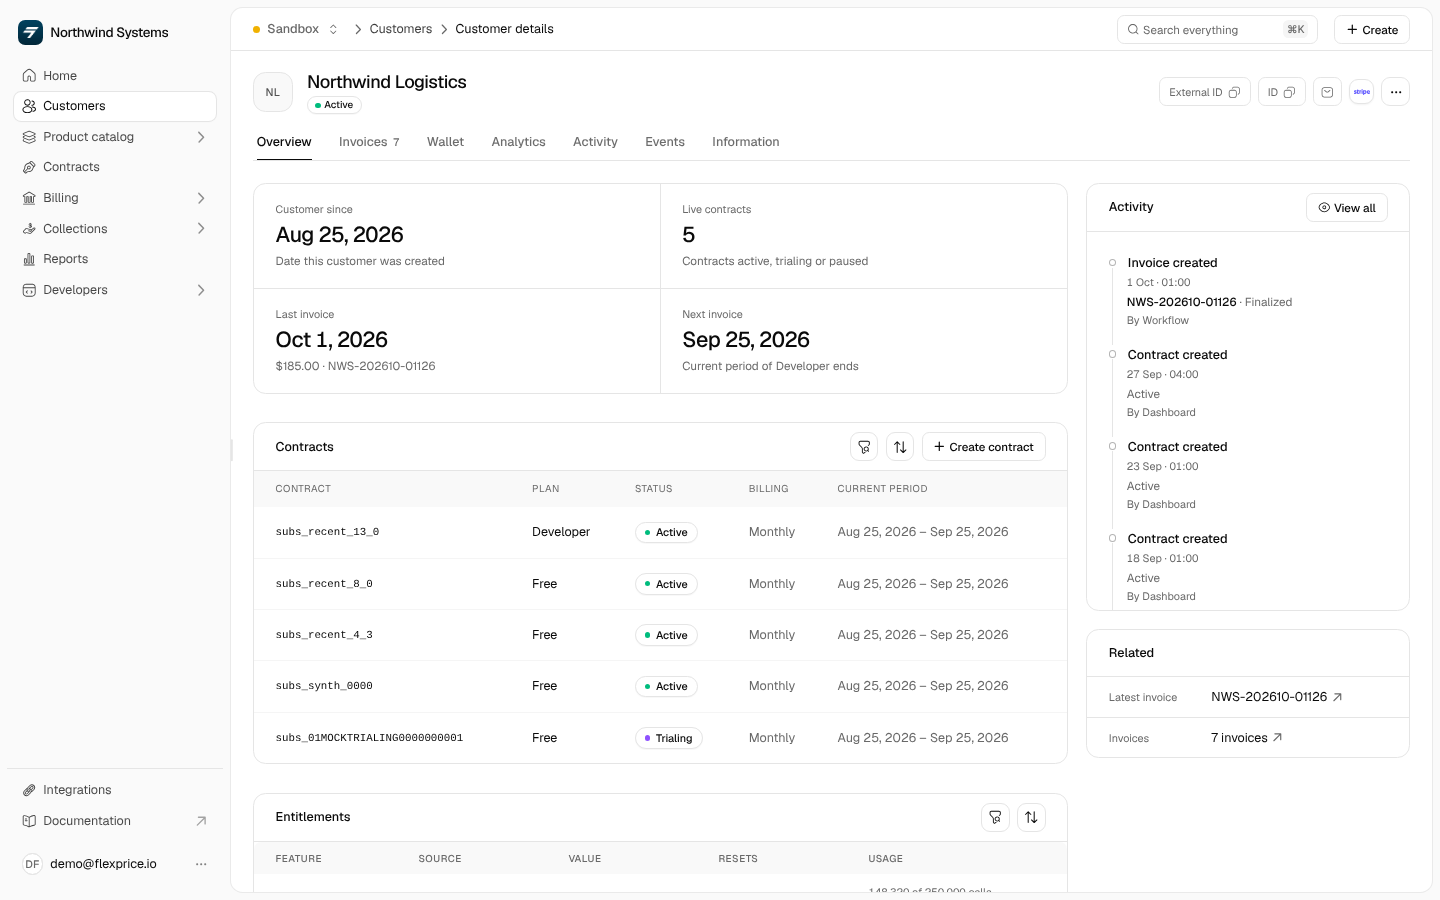 Northwind Systems
Home
Customers
Product catalog
Contracts
Billing
Collections
Reports
Developers
Integrations
Documentation
DF demo@flexprice.io
Sandbox Customers Customer details
Search everything ⌘K
+ Create
NL
Northwind Logistics
Active
External ID
ID
stripe
Overview Invoices 7 Wallet Analytics Activity Events Information
Customer since
Aug 25, 2026
Date this customer was created
Live contracts
5
Contracts active, trialing or paused
Last invoice
Oct 1, 2026
$185.00 · NWS-202610-01126
Next invoice
Sep 25, 2026
Current period of Developer ends
Contracts
+ Create contract
CONTRACT PLAN STATUS BILLING CURRENT PERIOD
subs_recent_13_0 Developer Active Monthly Aug 25, 2026 – Sep 25, 2026
subs_recent_8_0 Free Active Monthly Aug 25, 2026 – Sep 25, 2026
subs_recent_4_3 Free Active Monthly Aug 25, 2026 – Sep 25, 2026
subs_synth_0000 Free Active Monthly Aug 25, 2026 – Sep 25, 2026
subs_01MOCKTRIALING0000000001 Free Trialing Monthly Aug 25, 2026 – Sep 25, 2026
Entitlements
FEATURE SOURCE VALUE RESETS USAGE
Activity
View all
Invoice created
1 Oct · 01:00
NWS-202610-01126 · Finalized
By Workflow
Contract created
27 Sep · 04:00
Active
By Dashboard
Contract created
23 Sep · 01:00
Active
By Dashboard
Contract created
18 Sep · 01:00
Active
By Dashboard
Related
Latest invoice NWS-202610-01126
Invoices 7 invoices